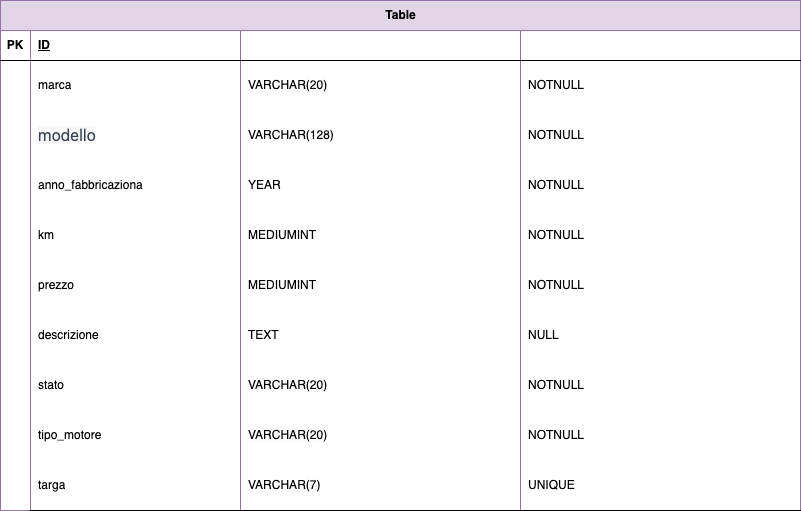 Table
PK ID
marca VARCHAR(20) NOTNULL
modello VARCHAR(128) NOTNULL
anno_fabbricaziona YEAR NOTNULL
km MEDIUMINT NOTNULL
prezzo MEDIUMINT NOTNULL
descrizione TEXT NULL
stato VARCHAR(20) NOTNULL
tipo_motore VARCHAR(20) NOTNULL
targa VARCHAR(7) UNIQUE